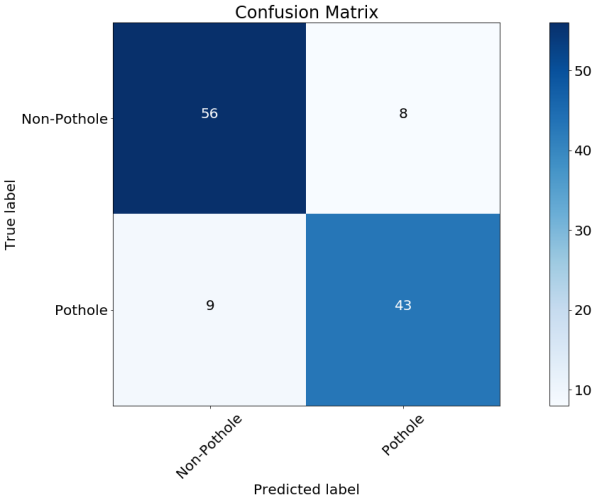 Confusion Matrix
Non-Pothole
56
8
50
40
30
20
10
True label
Pothole
9
43
Non-Pothole
Pothole
Predicted label